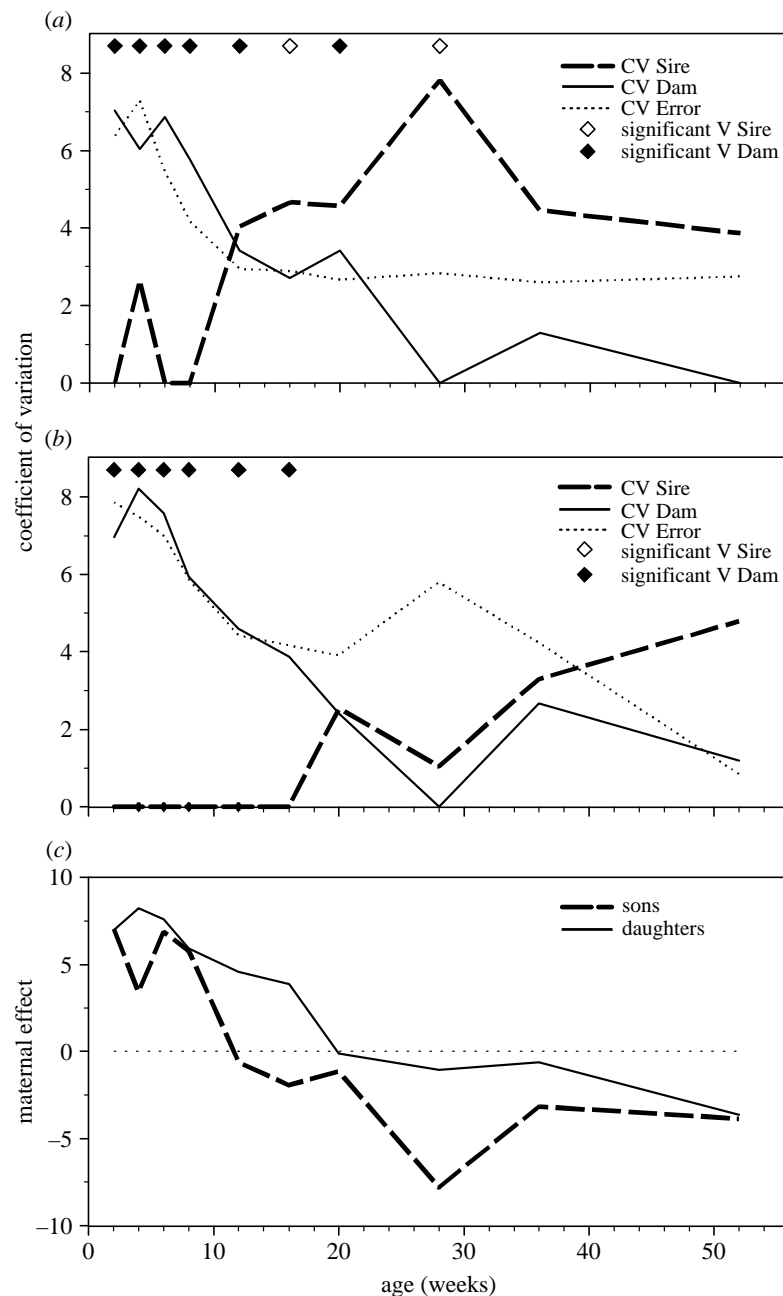 (a)
8
6
4
2
0
CV Sire
CV Dam
CV Error
significant V Sire
significant V Dam
coefficient of variation
(b)
8
6
4
2
0
CV Sire
CV Dam
CV Error
significant V Sire
significant V Dam
(c)
10
5
0
–5
–10
maternal effect
sons
daughters
0 10 20 30 40 50
age (weeks)